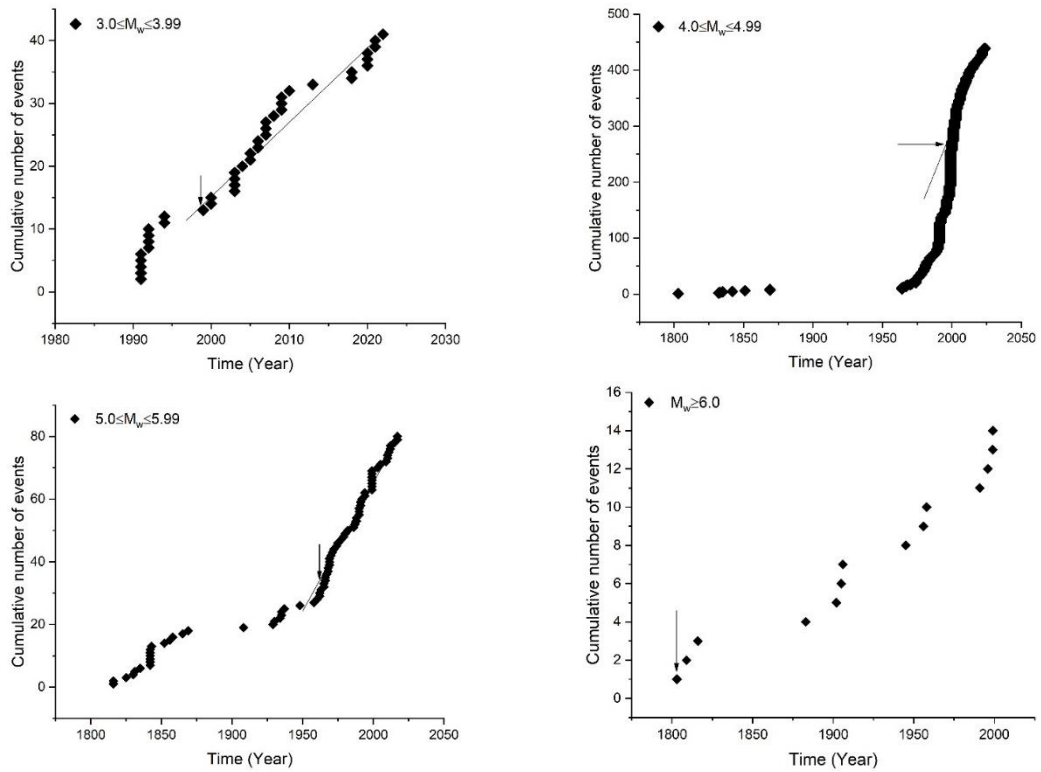 3.0≤Mw≤3.99
40
30
20
10
0
Cumulative number of events
1980 1990 2000 2010 2020 2030
Time (Year)
4.0≤Mw≤4.99
500
400
300
200
100
0
Cumulative number of events
1800 1850 1900 1950 2000 2050
Time (Year)
5.0≤Mw≤5.99
80
60
40
20
0
Cumulative number of events
1800 1850 1900 1950 2000 2050
Time (Year)
Mw≥6.0
16
14
12
10
8
6
4
2
0
Cumulative number of events
1800 1850 1900 1950 2000
Time (Year)